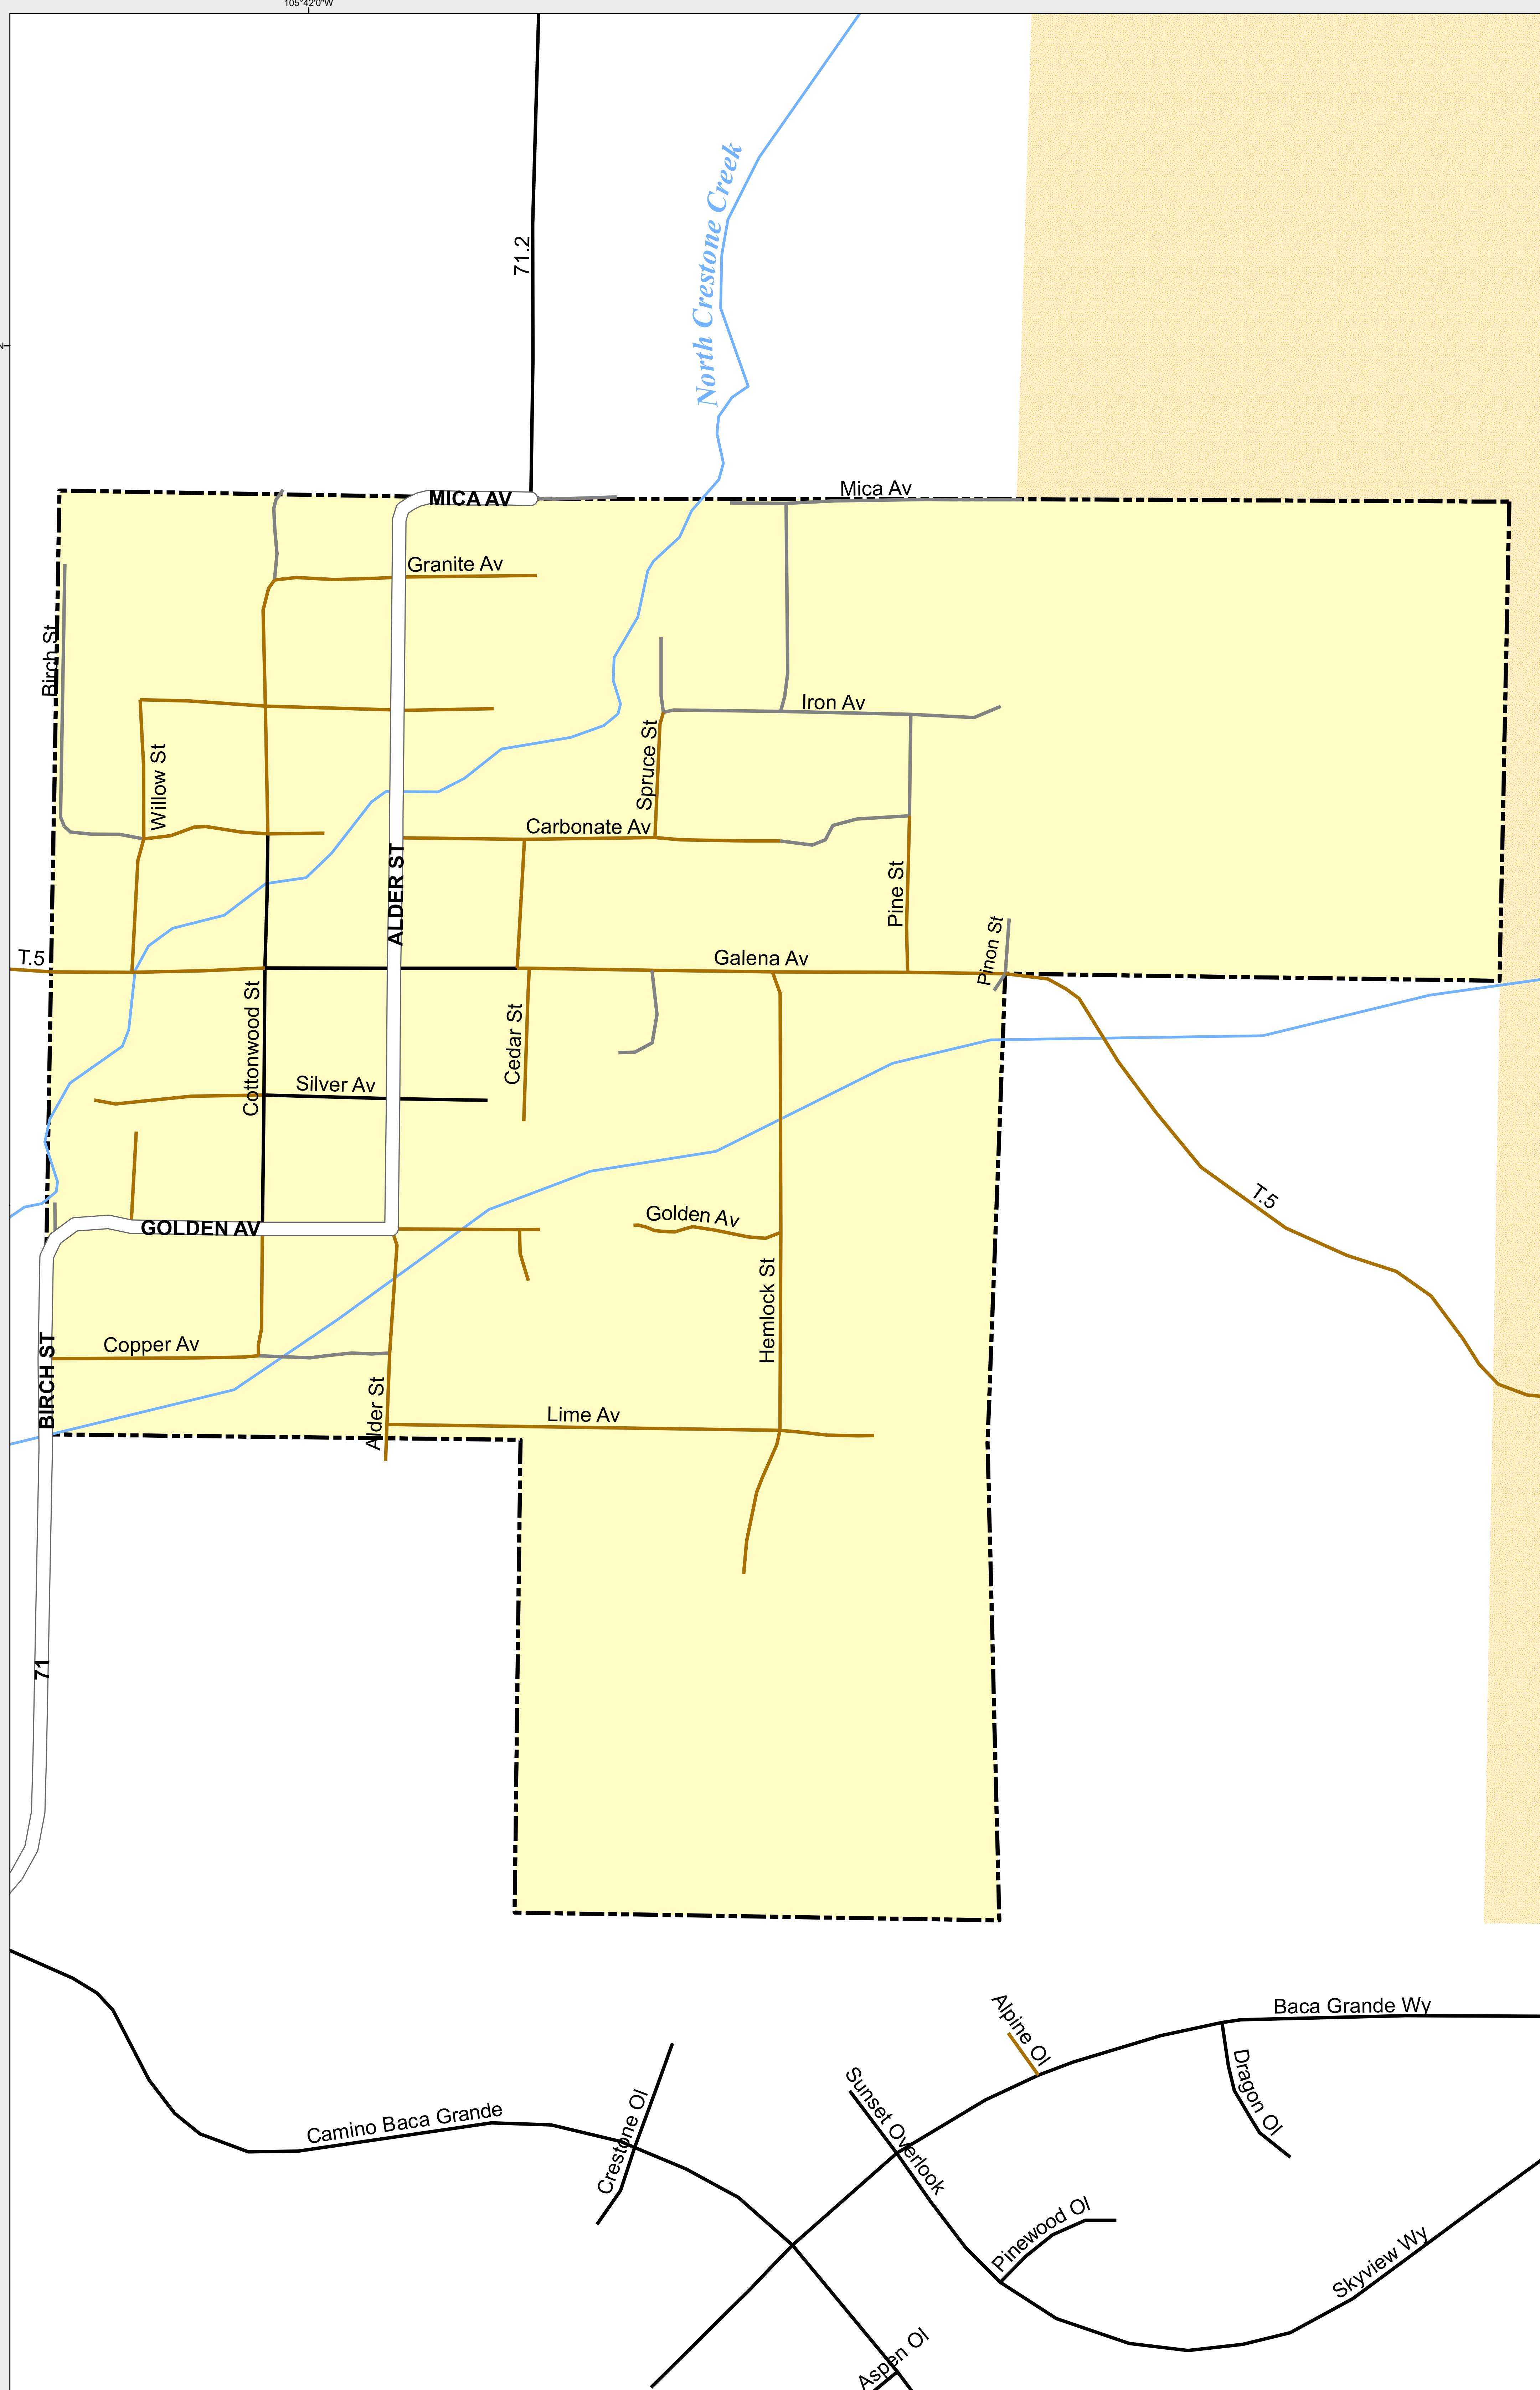 105°42'0"W
71.2
North Crestone Creek
MICA AV
Mica Av
Granite Av
Birch St
Iron Av
Willow St
Spruce St
Carbonate Av
ALDER ST
Pine St
Pinon St
T.5
Galena Av
Cottonwood St
Cedar St
Silver Av
T.5
Golden Av
GOLDEN AV
Hemlock St
BIRCH ST
Copper Av
Alder St
Lime Av
71
Alpine Ol
Baca Grande Wy
Dragon Ol
Sunset Overlook
Crestone Ol
Camino Baca Grande
Pinewood Ol
Skyview Wy
Aspen Ol